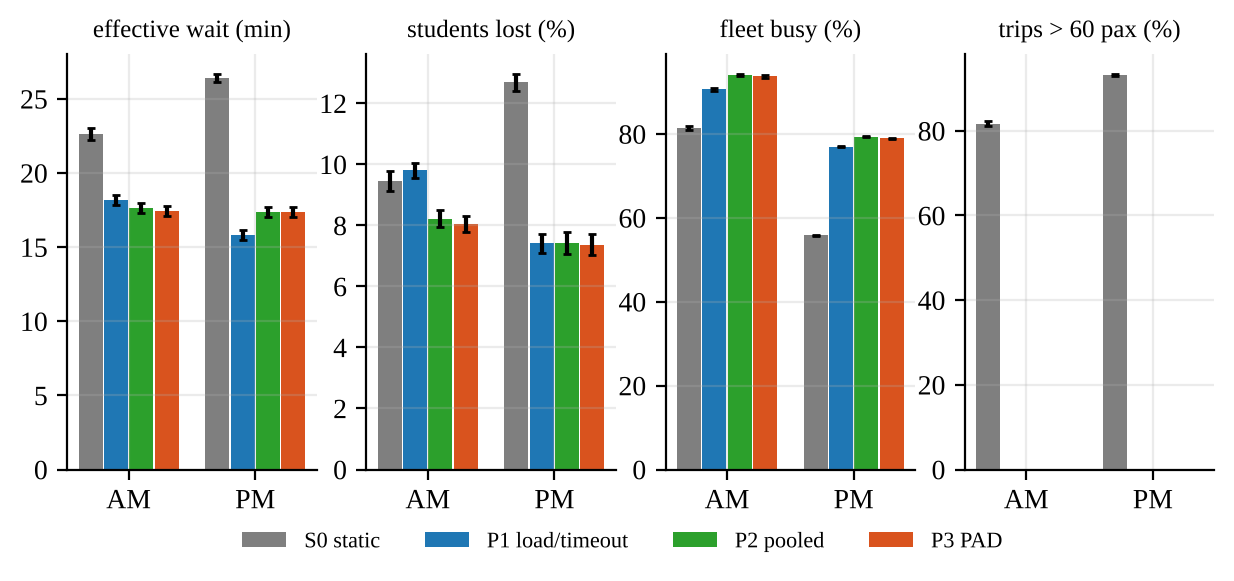 effective wait (min)
25
20
15
10
5
0
AM PM
students lost (%)
12
10
8
6
4
2
0
AM PM
fleet busy (%)
80
60
40
20
0
AM PM
trips > 60 pax (%)
80
60
40
20
0
AM PM
S0 static P1 load/timeout P2 pooled P3 PAD